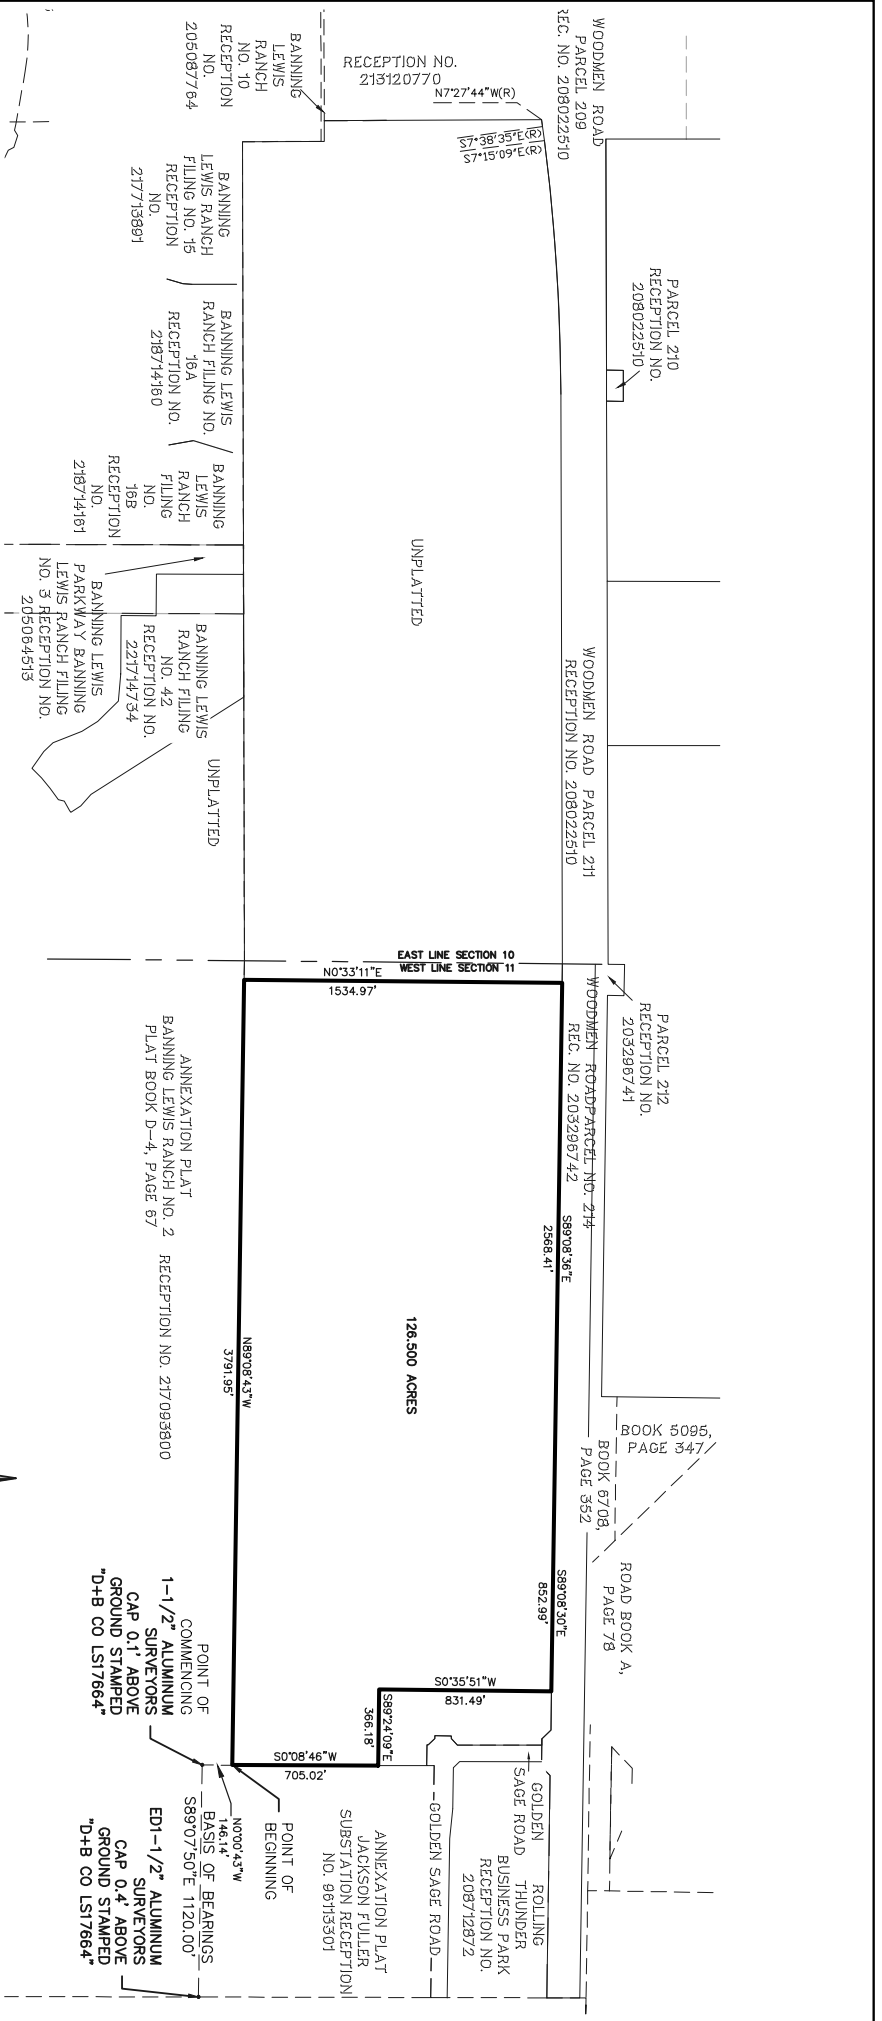 WOODMEN ROAD
PARCEL 209
REC. NO. 208022510
RECEPTION NO.
213120770
N7°27'44"W(R)
S7°38'35"E(R)
S7°15'09"E(R)
BANNING
LEWIS
RANCH
NO. 10
RECEPTION
NO.
205087764
BANNING
LEWIS RANCH
FILING NO. 15
RECEPTION
NO.
217713891
BANNING LEWIS
RANCH FILING NO.
16A
RECEPTION NO.
218714160
BANNING
LEWIS
RANCH
FILING
NO.
16B
RECEPTION
NO.
218714161
PARCEL 210
RECEPTION NO.
208022510
UNPLATTED
BANNING LEWIS
PARKWAY BANNING
LEWIS RANCH FILING
NO. 3 RECEPTION NO.
205064513
BANNING LEWIS
RANCH FILING
NO. 42
RECEPTION NO.
221714734
UNPLATTED
WOODMEN ROAD PARCEL 211
RECEPTION NO. 208022510
EAST LINE SECTION 10
WEST LINE SECTION 11
N0°33'11"E
1534.97'
PARCEL 212
RECEPTION NO.
203296741
WOODMEN ROADPARCEL NO. 214
REC. NO. 203296742
S89°08'36"E
2568.41'
ANNEXATION PLAT
BANNING LEWIS RANCH NO. 2
PLAT BOOK D-4, PAGE 67
RECEPTION NO. 217093800
126.500 ACRES
N89°08'43"W
3791.95'
BOOK 5095,
PAGE 347
BOOK 6708,
PAGE 352
ROAD BOOK A,
PAGE 78
S89°08'30"E
852.99'
S0°35'51"W
831.49'
S89°24'09"E
366.18'
S0°08'46"W
705.02'
POINT OF
COMMENCING
1-1/2" ALUMINUM
SURVEYORS
CAP 0.1' ABOVE
GROUND STAMPED
"D+B CO LS17664"
N0°00'43"W
146.14'
POINT OF
BEGINNING
BASIS OF BEARINGS
S89°07'50"E 1120.00'
ED1-1/2" ALUMINUM
SURVEYORS
CAP 0.4' ABOVE
GROUND STAMPED
"D+B CO LS17664"
ANNEXATION PLAT
JACKSON FULLER
SUBSTATION RECEPTION
NO. 96113301
GOLDEN SAGE ROAD
GOLDEN
SAGE ROAD
ROLLING
THUNDER
BUSINESS PARK
RECEPTION NO.
208712872